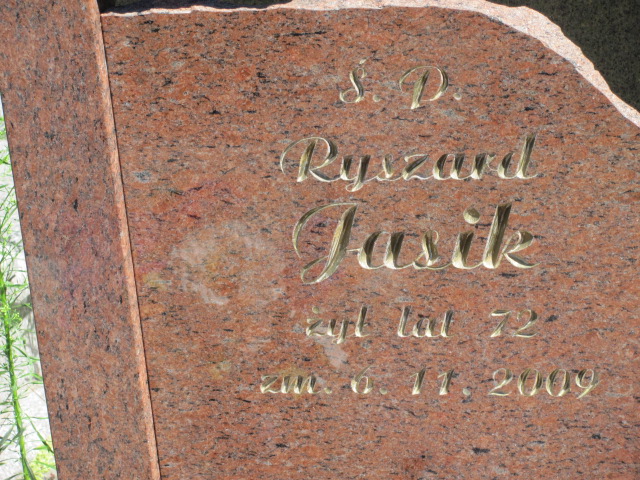 Ś. P.
Ryszard
Jasik
żył lat 72
zm. 6. 11. 2009